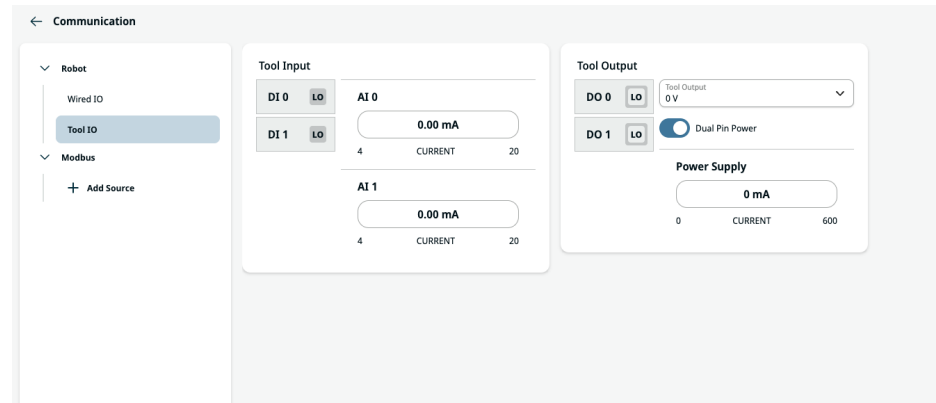 Communication
Robot
Wired IO
Tool IO
Modbus
Add Source
Tool Input
DI 0 LO
DI 1 LO
AI 0
0.00 mA
4 CURRENT 20
AI 1
0.00 mA
4 CURRENT 20
Tool Output
DO 0 LO
DO 1 LO
Tool Output
0 V
Dual Pin Power
Power Supply
0 mA
0 CURRENT 600